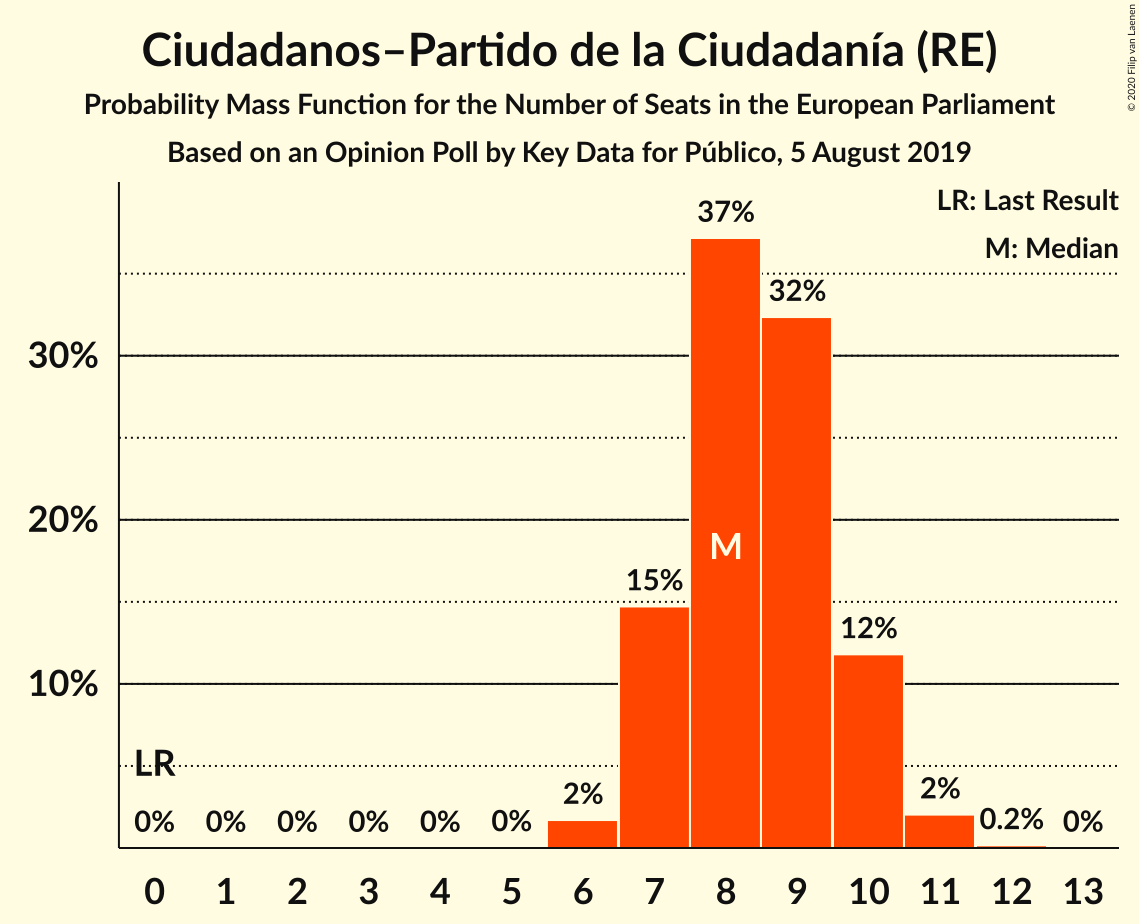 Ciudadanos–Partido de la Ciudadanía (RE)
Probability Mass Function for the Number of Seats in the European Parliament
Based on an Opinion Poll by Key Data for Público, 5 August 2019
© 2020 Filip van Laenen
LR: Last Result
M: Median
37%
32%
30%
20%
M
15%
12%
10%
LR
0% 0% 0% 0% 0% 0% 2% 2% 0.2% 0%
0 1 2 3 4 5 6 7 8 9 10 11 12 13